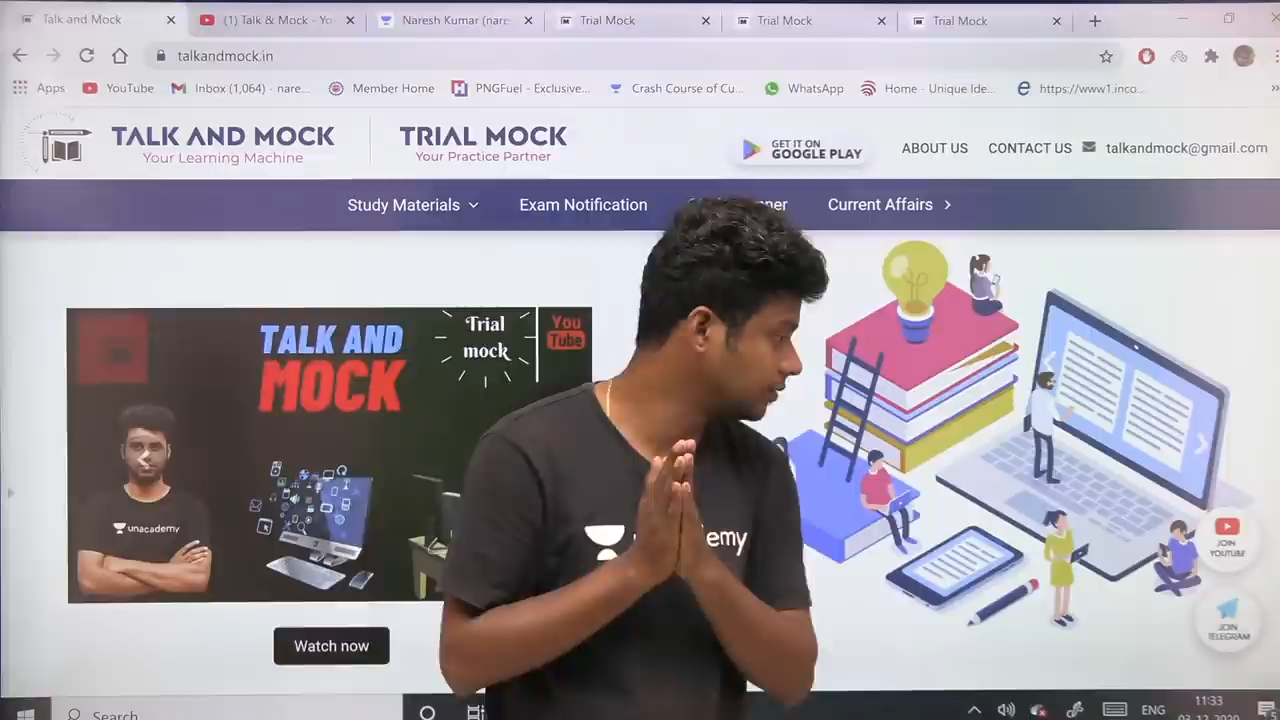 Talk and Mock
(1) Talk & Mock - Yo
Naresh Kumar (nare
Trial Mock
Trial Mock
Trial Mock
talkandmock.in
Apps
YouTube
Inbox (1,064) - nare...
Member Home
PNGFuel - Exclusive...
Crash Course of Cu...
WhatsApp
Home - Unique Ide...
https://www1.inco...
TALK AND MOCK
Your Learning Machine
TRIAL MOCK
Your Practice Partner
GET IT ON
GOOGLE PLAY
ABOUT US
CONTACT US
talkandmock@gmail.com
Study Materials
Exam Notification
Current Affairs
TALK AND
MOCK
Trial
mock
You
Tube
unacademy
emy
Watch now
JOIN
YOUTUBE
JOIN
TELEGRAM
Search
ENG
11:33
03-12-2020